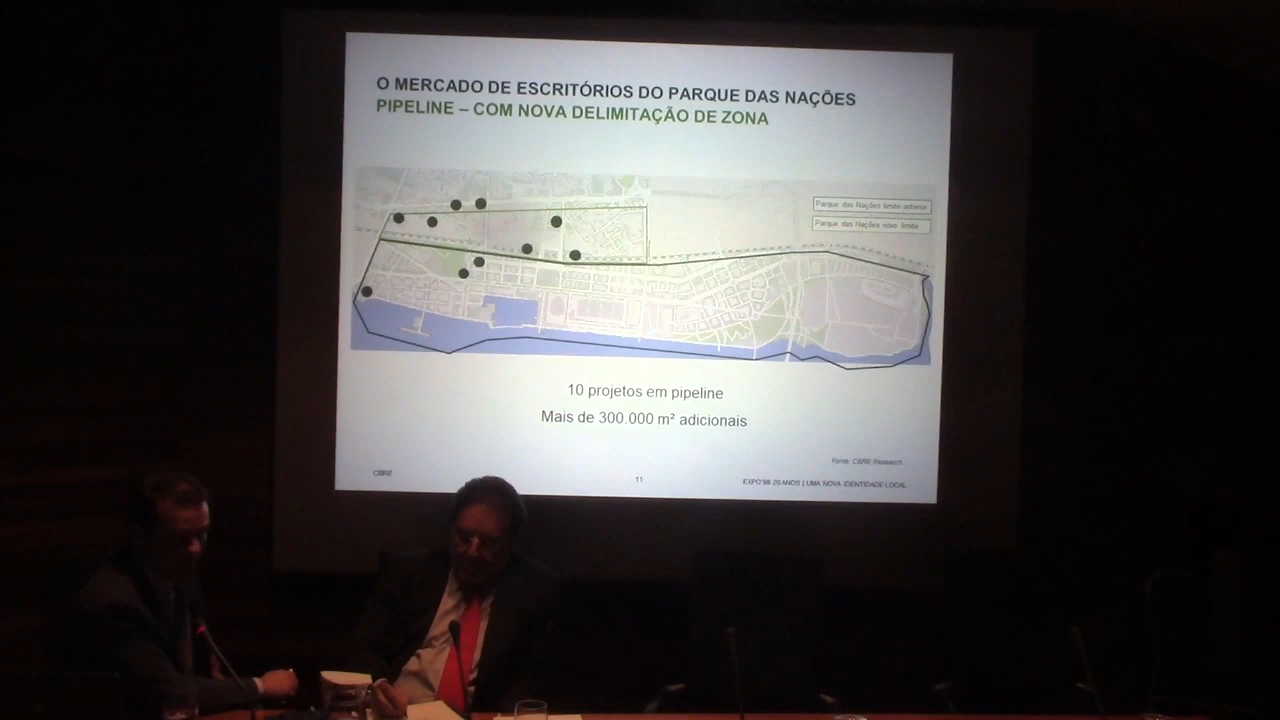 O MERCADO DE ESCRITÓRIOS DO PARQUE DAS NAÇÕES
PIPELINE – COM NOVA DELIMITAÇÃO DE ZONA
Parque das Nações limite anterior
Parque das Nações novo limite
10 projetos em pipeline
Mais de 300.000 m² adicionais
Fonte: CBRE Research
CBRE
11
EXPO'98 20 ANOS | UMA NOVA IDENTIDADE LOCAL